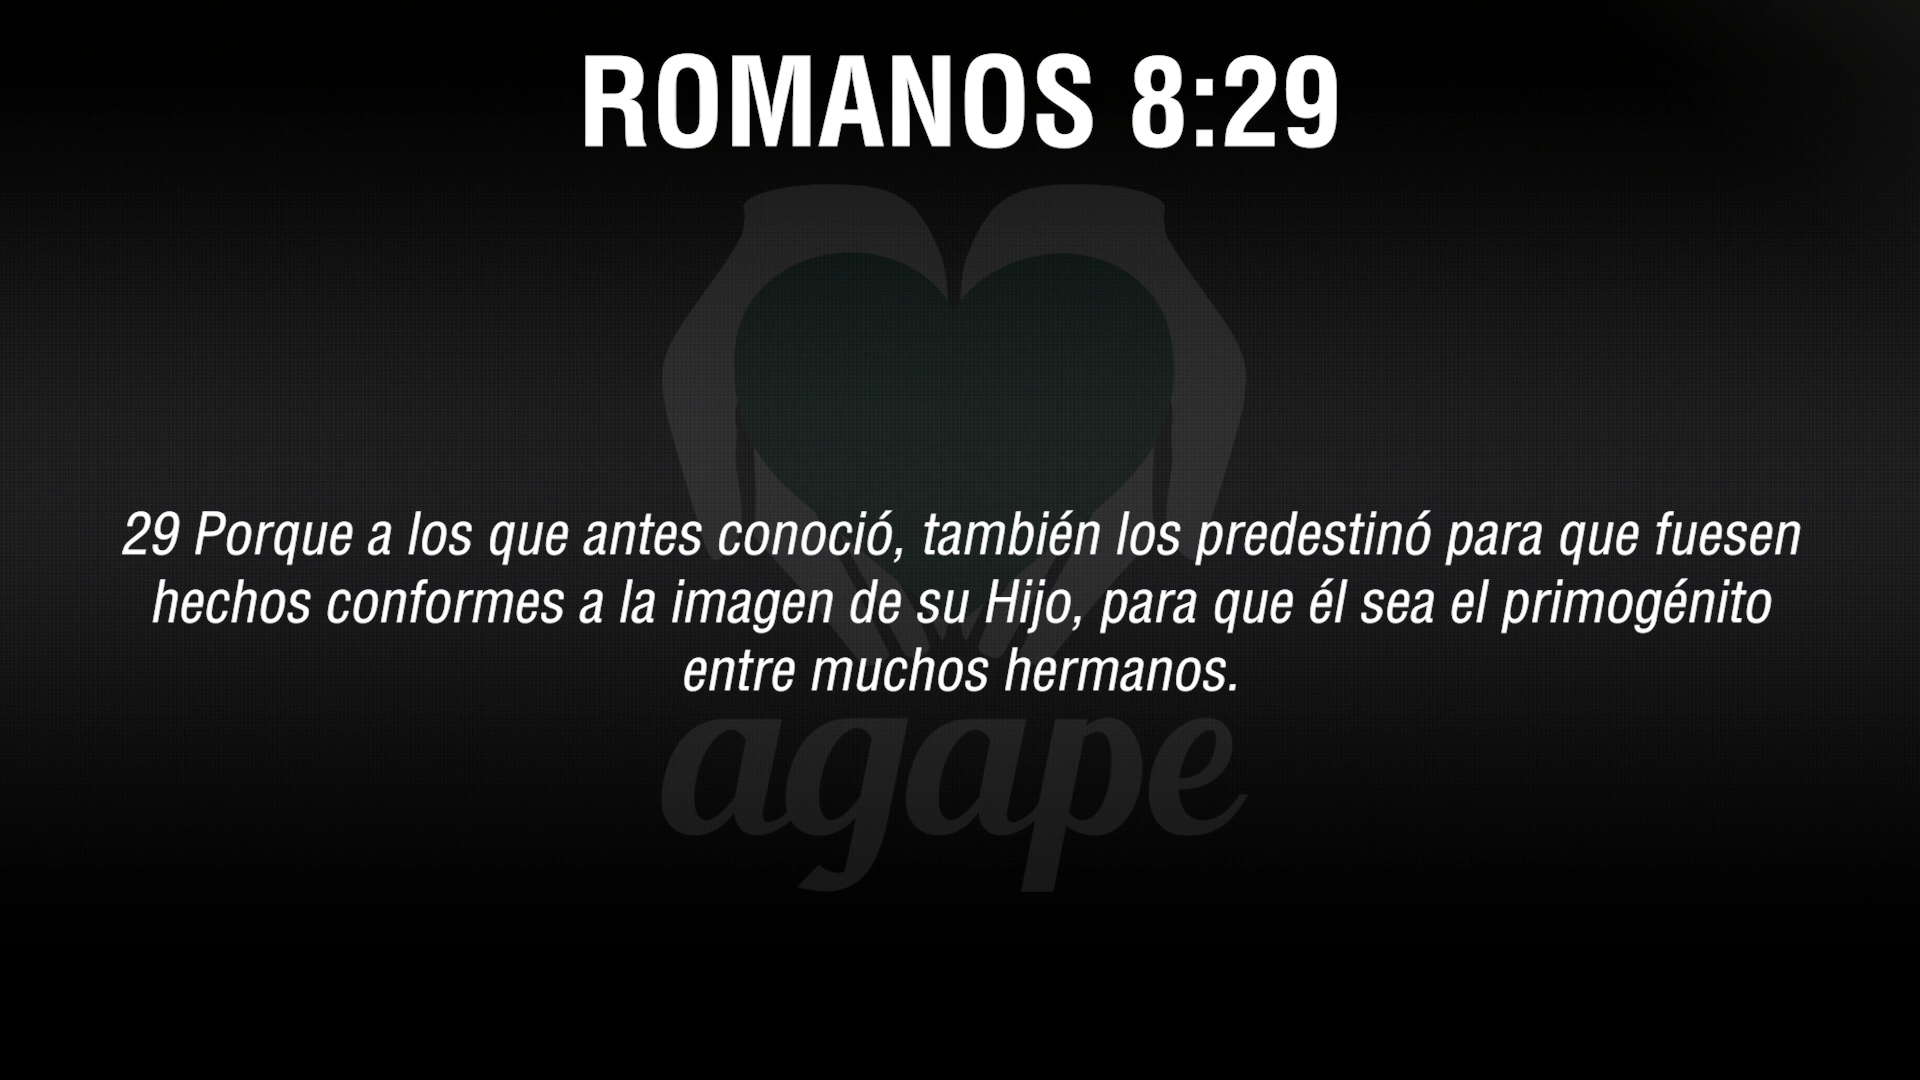 ROMANOS 8:29
29 Porque a los que antes conoció, también los predestinó para que fuesen
hechos conformes a la imagen de su Hijo, para que él sea el primogénito
entre muchos hermanos.
agape